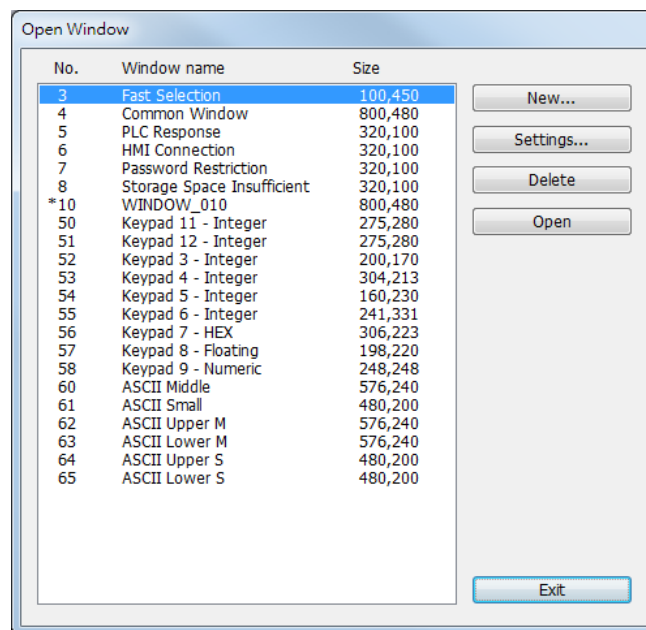 Open Window
No. Window name Size
3 Fast Selection 100,450
4 Common Window 800,480
5 PLC Response 320,100
6 HMI Connection 320,100
7 Password Restriction 320,100
8 Storage Space Insufficient 320,100
*10 WINDOW_010 800,480
50 Keypad 11 - Integer 275,280
51 Keypad 12 - Integer 275,280
52 Keypad 3 - Integer 200,170
53 Keypad 4 - Integer 304,213
54 Keypad 5 - Integer 160,230
55 Keypad 6 - Integer 241,331
56 Keypad 7 - HEX 306,223
57 Keypad 8 - Floating 198,220
58 Keypad 9 - Numeric 248,248
60 ASCII Middle 576,240
61 ASCII Small 480,200
62 ASCII Upper M 576,240
63 ASCII Lower M 576,240
64 ASCII Upper S 480,200
65 ASCII Lower S 480,200
New...
Settings...
Delete
Open
Exit